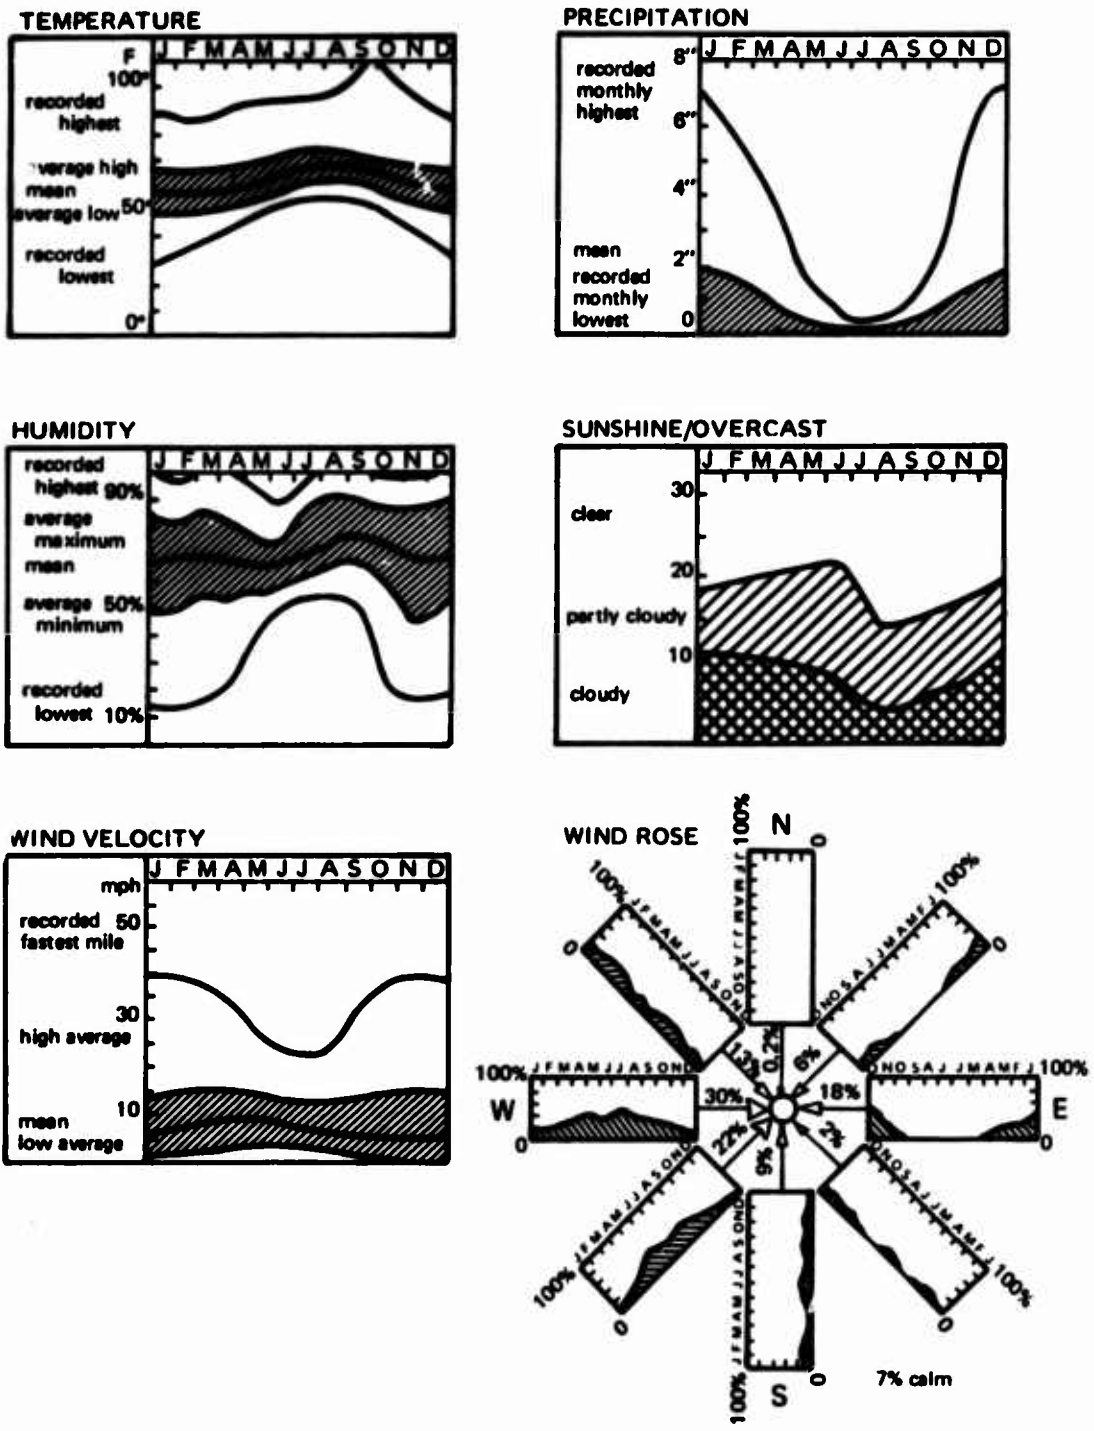 TEMPERATURE
J F M A M J J A S O N D
F
100°
recorded
highest
average high
mean
average low 50°
recorded
lowest
0°
PRECIPITATION
J F M A M J J A S O N D
8"
recorded
monthly
highest
6"
4"
mean
2"
recorded
monthly
lowest 0
HUMIDITY
J F M A M J J A S O N D
recorded
highest 90%
average
maximum
mean
average 50%
minimum
recorded
lowest 10%
SUNSHINE/OVERCAST
J F M A M J J A S O N D
30
clear
20
partly cloudy
10
cloudy
WIND VELOCITY
J F M A M J J A S O N D
mph
recorded 50
fastest mile
30
high average
10
mean
low average
WIND ROSE
N
100% 0
J F M A M J J A S O N D
0.2%
100% 0
D N O S A J J M A M F J
6%
E
100% 0
D N O S A J J M A M F J
18%
100% 0
D N O S A J J M A M F J
2%
S
100% 0
J F M A M J J A S O N D
9%
100% 0
J F M A M J J A S O N D
22%
W
100% 0
J F M A M J J A S O N D
30%
100% 0
J F M A M J J A S O N D
13%
7% calm